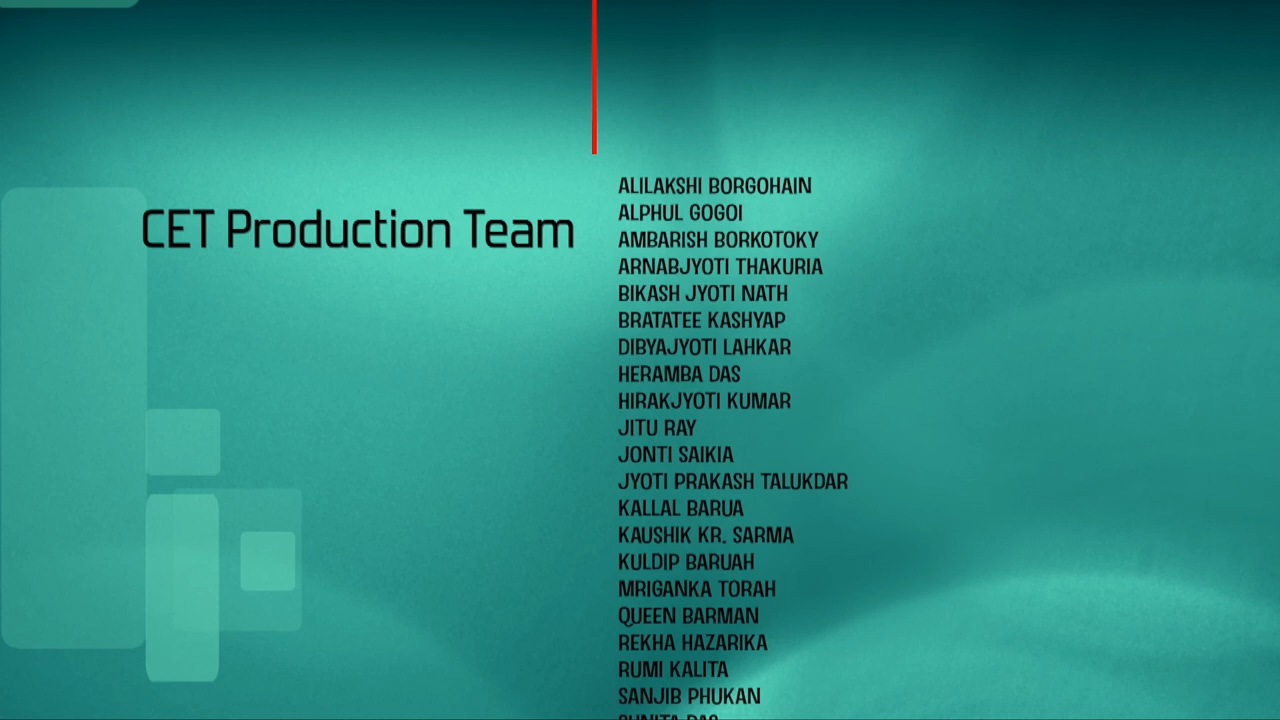 CET Production Team
ALILAKSHI BORGOHAIN
ALPHUL GOGOI
AMBARISH BORKOTOKY
ARNABJYOTI THAKURIA
BIKASH JYOTI NATH
BRATATEE KASHYAP
DIBYAJYOTI LAHKAR
HERAMBA DAS
HIRAKJYOTI KUMAR
JITU RAY
JONTI SAIKIA
JYOTI PRAKASH TALUKDAR
KALLAL BARUA
KAUSHIK KR. SARMA
KULDIP BARUAH
MRIGANKA TORAH
QUEEN BARMAN
REKHA HAZARIKA
RUMI KALITA
SANJIB PHUKAN